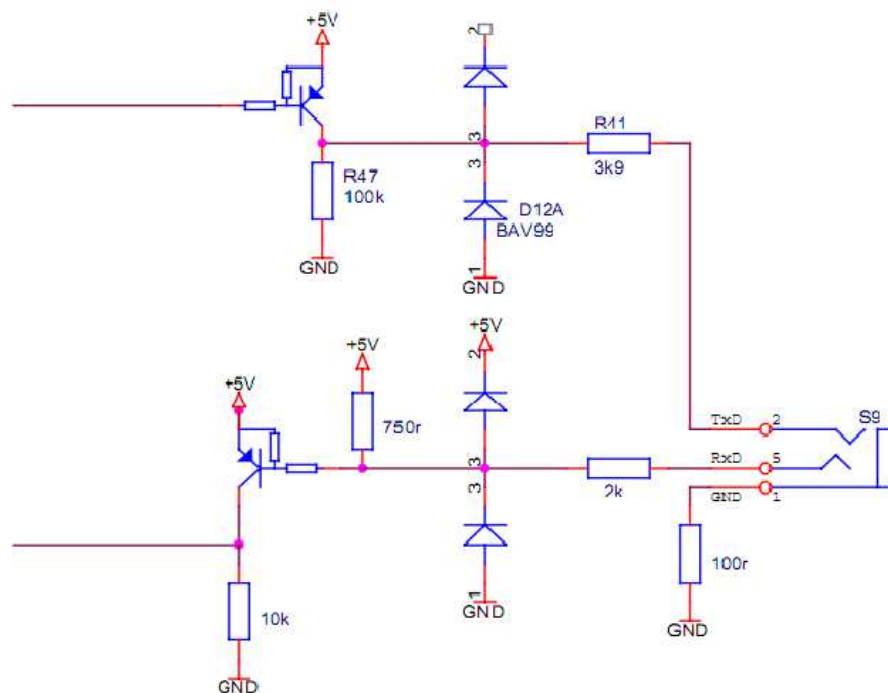 +5V
2
R41
3
3k9
3
R47
100k
D12A
BAV99
1
GND
GND
+5V
+5V
2
+5V
750r
TxD
2
S9
RxD
5
3
GND
1
3
2k
100r
10k
1
GND
GND
GND